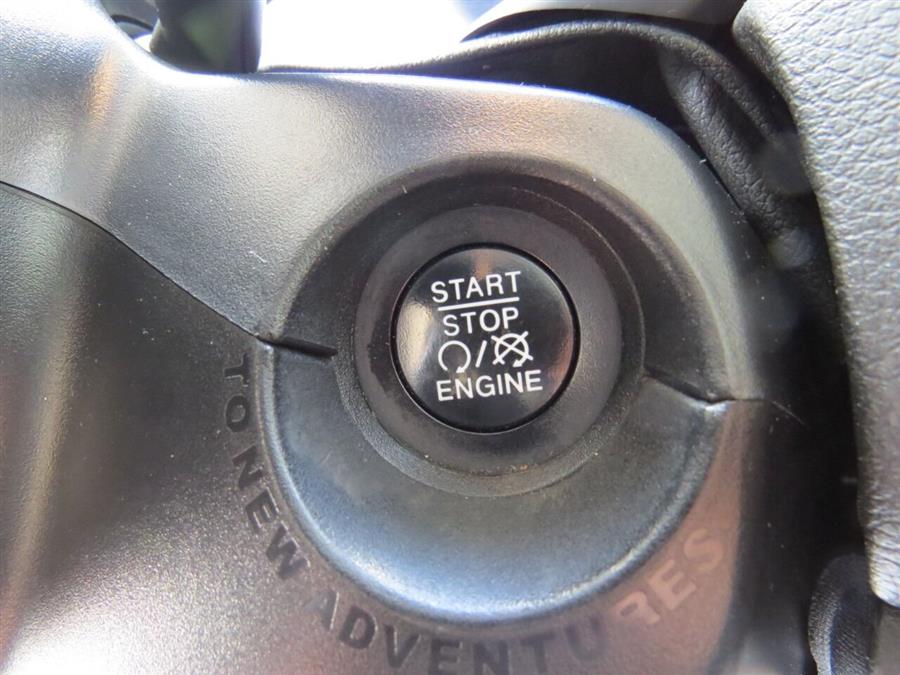 START
STOP
/
ENGINE
TO NEW ADVENTURES